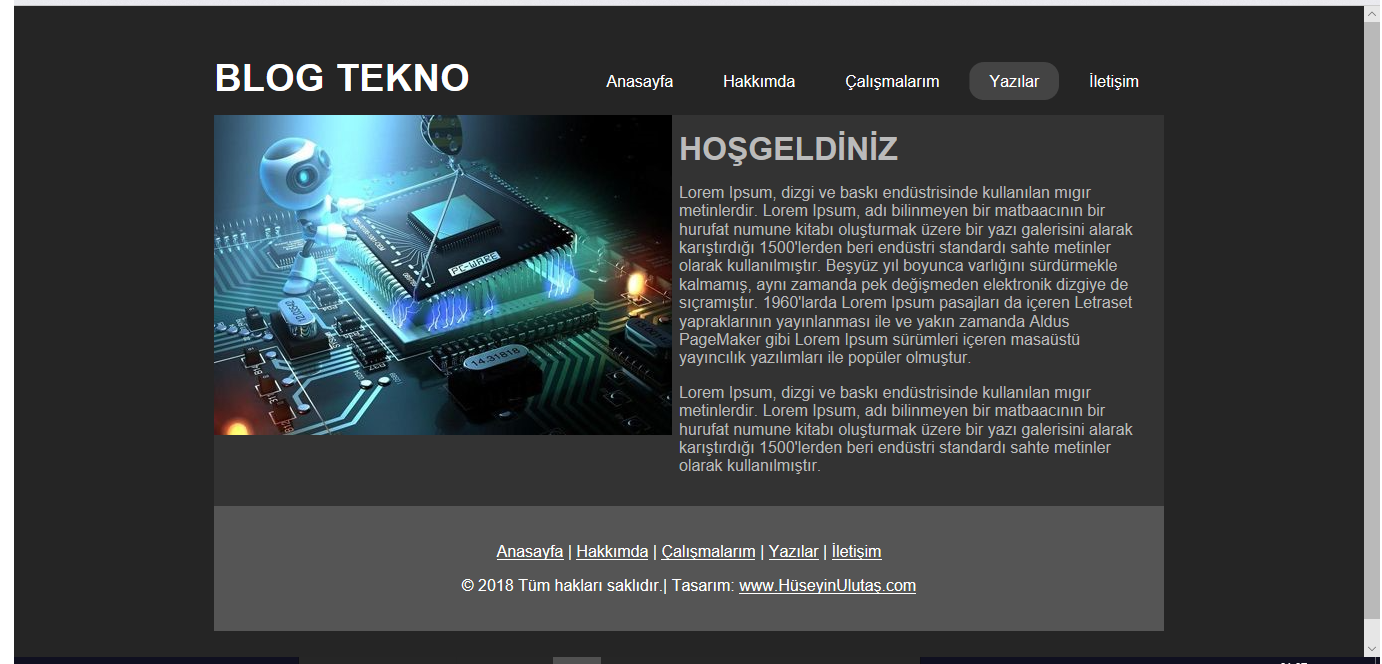 BLOG TEKNO
Anasayfa Hakkımda Çalışmalarım Yazılar İletişim
PC-WARE
14.31818
HOŞGELDİNİZ
Lorem Ipsum, dizgi ve baskı endüstrisinde kullanılan mıgır
metinlerdir. Lorem Ipsum, adı bilinmeyen bir matbaacının bir
hurufat numune kitabı oluşturmak üzere bir yazı galerisini alarak
karıştırdığı 1500'lerden beri endüstri standardı sahte metinler
olarak kullanılmıştır. Beşyüz yıl boyunca varlığını sürdürmekle
kalmamış, aynı zamanda pek değişmeden elektronik dizgiye de
sıçramıştır. 1960'larda Lorem Ipsum pasajları da içeren Letraset
yapraklarının yayınlanması ile ve yakın zamanda Aldus
PageMaker gibi Lorem Ipsum sürümleri içeren masaüstü
yayıncılık yazılımları ile popüler olmuştur.
Lorem Ipsum, dizgi ve baskı endüstrisinde kullanılan mıgır
metinlerdir. Lorem Ipsum, adı bilinmeyen bir matbaacının bir
hurufat numune kitabı oluşturmak üzere bir yazı galerisini alarak
karıştırdığı 1500'lerden beri endüstri standardı sahte metinler
olarak kullanılmıştır.
Anasayfa | Hakkımda | Çalışmalarım | Yazılar | İletişim
© 2018 Tüm hakları saklıdır.| Tasarım: www.HüseyinUlutaş.com